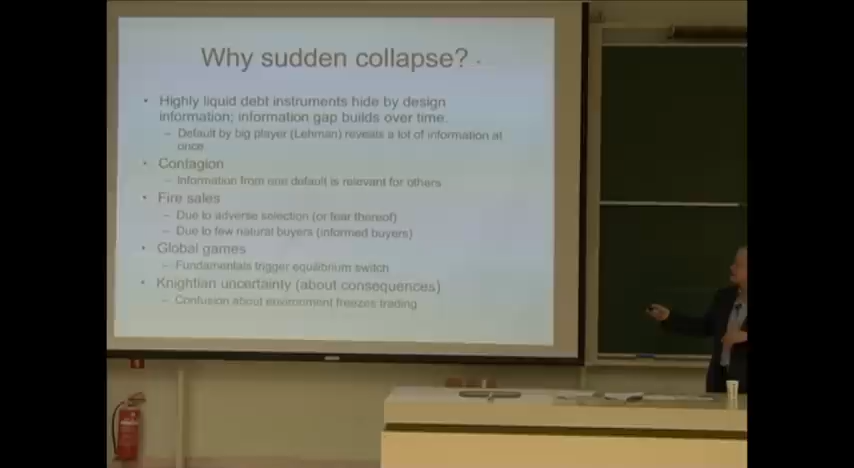 Why sudden collapse?
• Highly liquid debt instruments hide by design
information; information gap builds over time.
– Default by big player (Lehman) reveals a lot of information at
once
• Contagion
– Information from one default is relevant for others
• Fire sales
– Due to adverse selection (or fear thereof)
– Due to few natural buyers (informed buyers)
• Global games
– Fundamentals trigger equilibrium switch
• Knightian uncertainty (about consequences)
– Confusion about environment freezes trading